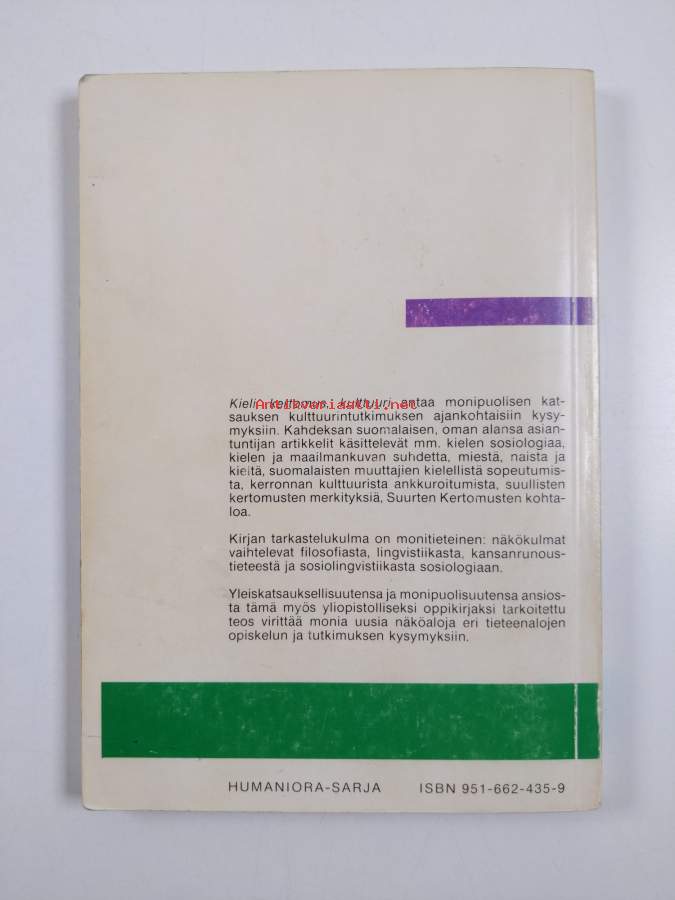 Kieli, kertomus, kulttuuri antaa monipuolisen kat-
Antikvariaatti.net
sauksen kulttuurintutkimuksen ajankohtaisiin kysy-
myksiin. Kahdeksan suomalaisen, oman alansa asian-
tuntijan artikkelit käsittelevät mm. kielen sosiologiaa,
kielen ja maailmankuvan suhdetta, miestä, naista ja
kieltä, suomalaisten muuttajien kielellistä sopeutumis-
ta, kerronnan kulttuurista ankkuroitumista, suullisten
kertomusten merkityksiä, Suurten Kertomusten kohta-
loa.
Kirjan tarkastelukulma on monitieteinen: näkökulmat
vaihtelevat filosofiasta, lingvistiikasta, kansanrunous-
tieteestä ja sosiolingvistiikasta sosiologiaan.
Yleiskatsauksellisuutensa ja monipuolisuutensa ansios-
ta tämä myös yliopistolliseksi oppikirjaksi tarkoitettu
teos virittää monia uusia näköaloja eri tieteenalojen
opiskelun ja tutkimuksen kysymyksiin.
HUMANIORA-SARJA ISBN 951-662-435-9